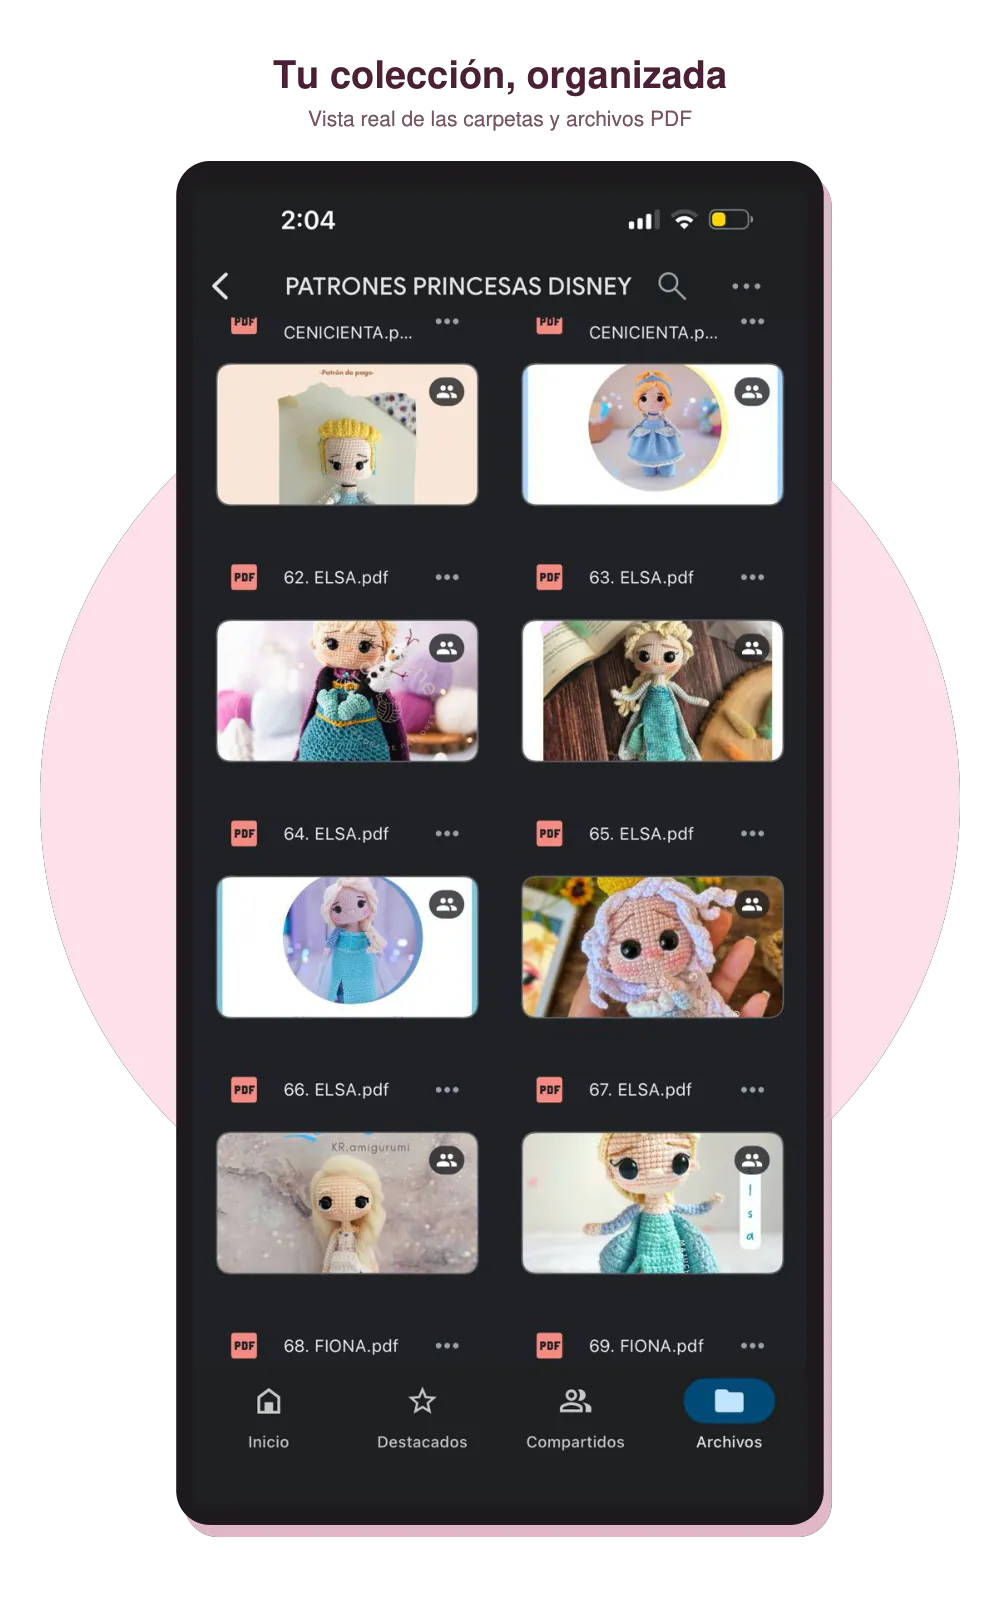 Tu colección, organizada
Vista real de las carpetas y archivos PDF
2:04
PATRONES PRINCESAS DISNEY
PDF CENICIENTA.p...
PDF CENICIENTA.p...
-Patrón de pago-
PDF 62. ELSA.pdf
PDF 63. ELSA.pdf
PDF 64. ELSA.pdf
PDF 65. ELSA.pdf
PDF 66. ELSA.pdf
PDF 67. ELSA.pdf
KR.amigurumi
l
s
a
PDF 68. FIONA.pdf
PDF 69. FIONA.pdf
Inicio
Destacados
Compartidos
Archivos